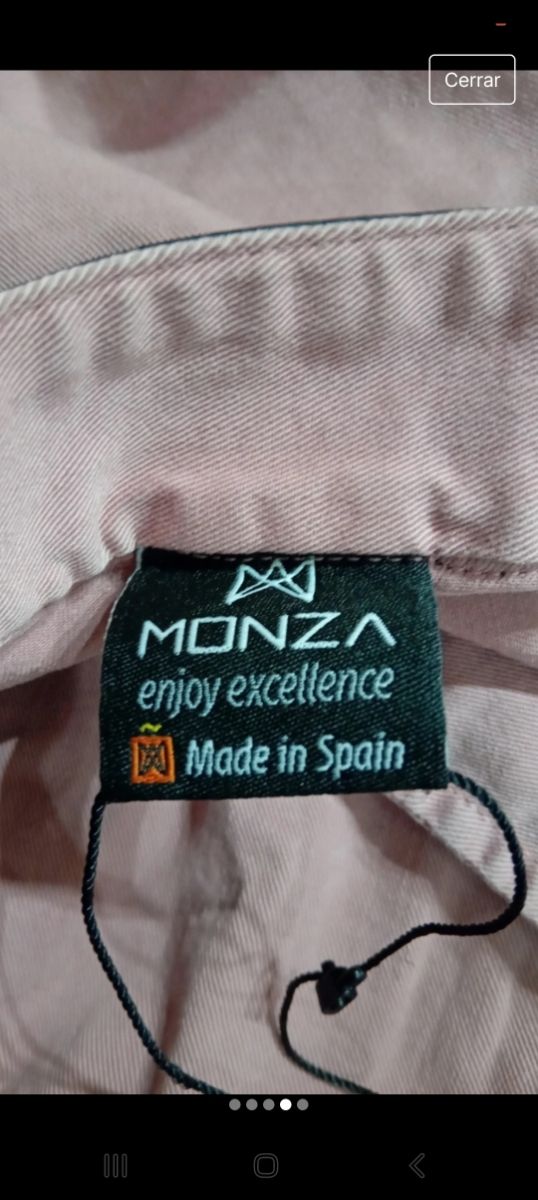 Cerrar
MONZA
enjoy excellence
Made in Spain